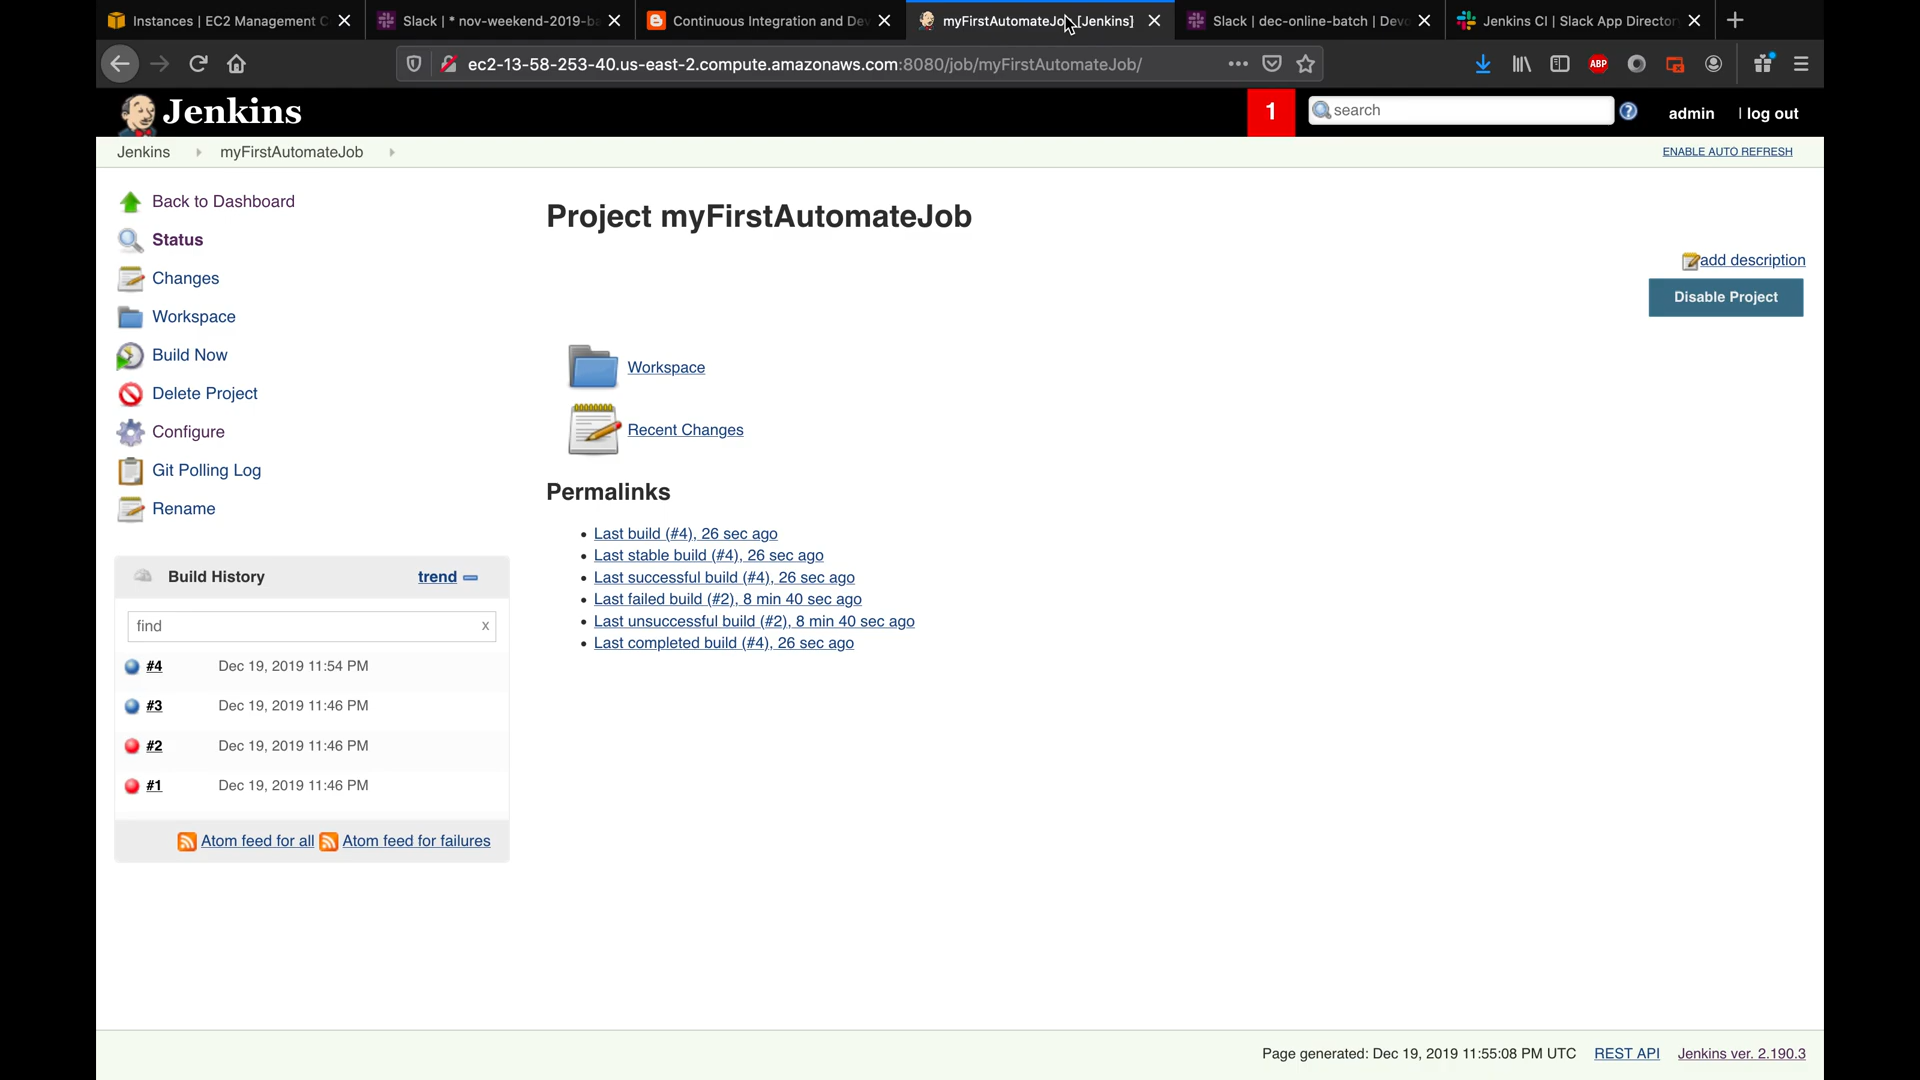 Instances | EC2 Management C
Slack | * nov-weekend-2019-ba
Continuous Integration and Dev
myFirstAutomateJob [Jenkins]
Slack | dec-online-batch | Devo
Jenkins CI | Slack App Director
ec2-13-58-253-40.us-east-2.compute.amazonaws.com:8080/job/myFirstAutomateJob/
ABP
Jenkins
1
search
admin
| log out
Jenkins
myFirstAutomateJob
ENABLE AUTO REFRESH
Back to Dashboard
Status
Changes
Workspace
Build Now
Delete Project
Configure
Git Polling Log
Rename
Build History
trend
find
x
#4 Dec 19, 2019 11:54 PM
#3 Dec 19, 2019 11:46 PM
#2 Dec 19, 2019 11:46 PM
#1 Dec 19, 2019 11:46 PM
Atom feed for all Atom feed for failures
Project myFirstAutomateJob
add description
Disable Project
Workspace
Recent Changes
Permalinks
Last build (#4), 26 sec ago
Last stable build (#4), 26 sec ago
Last successful build (#4), 26 sec ago
Last failed build (#2), 8 min 40 sec ago
Last unsuccessful build (#2), 8 min 40 sec ago
Last completed build (#4), 26 sec ago
Page generated: Dec 19, 2019 11:55:08 PM UTC REST API Jenkins ver. 2.190.3